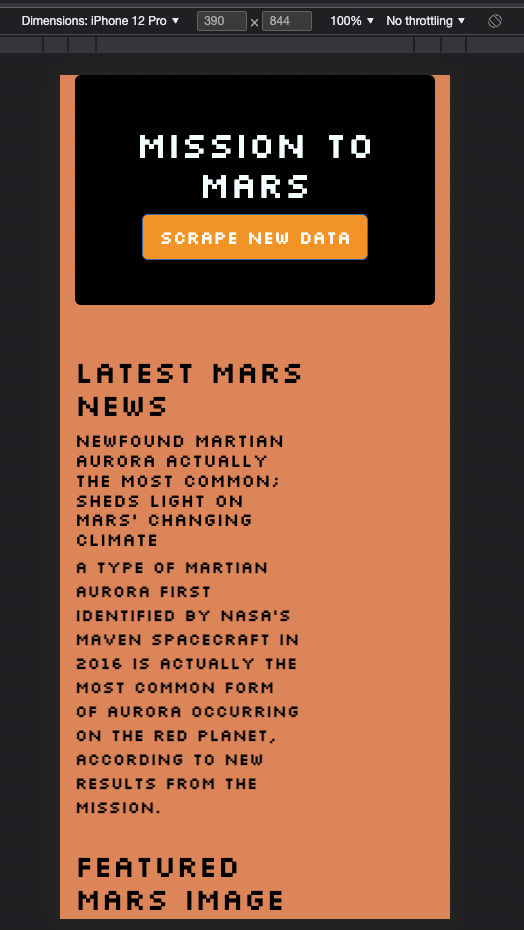 Dimensions: iPhone 12 Pro ▼ 390 × 844 100% ▼ No throttling ▼
MISSION TO
MARS
SCRAPE NEW DATA
LATEST MARS
NEWS
NEWFOUND MARTIAN
AURORA ACTUALLY
THE MOST COMMON;
SHEDS LIGHT ON
MARS' CHANGING
CLIMATE
A TYPE OF MARTIAN
AURORA FIRST
IDENTIFIED BY NASA'S
MAVEN SPACECRAFT IN
2016 IS ACTUALLY THE
MOST COMMON FORM
OF AURORA OCCURRING
ON THE RED PLANET,
ACCORDING TO NEW
RESULTS FROM THE
MISSION.
FEATURED
MARS IMAGE